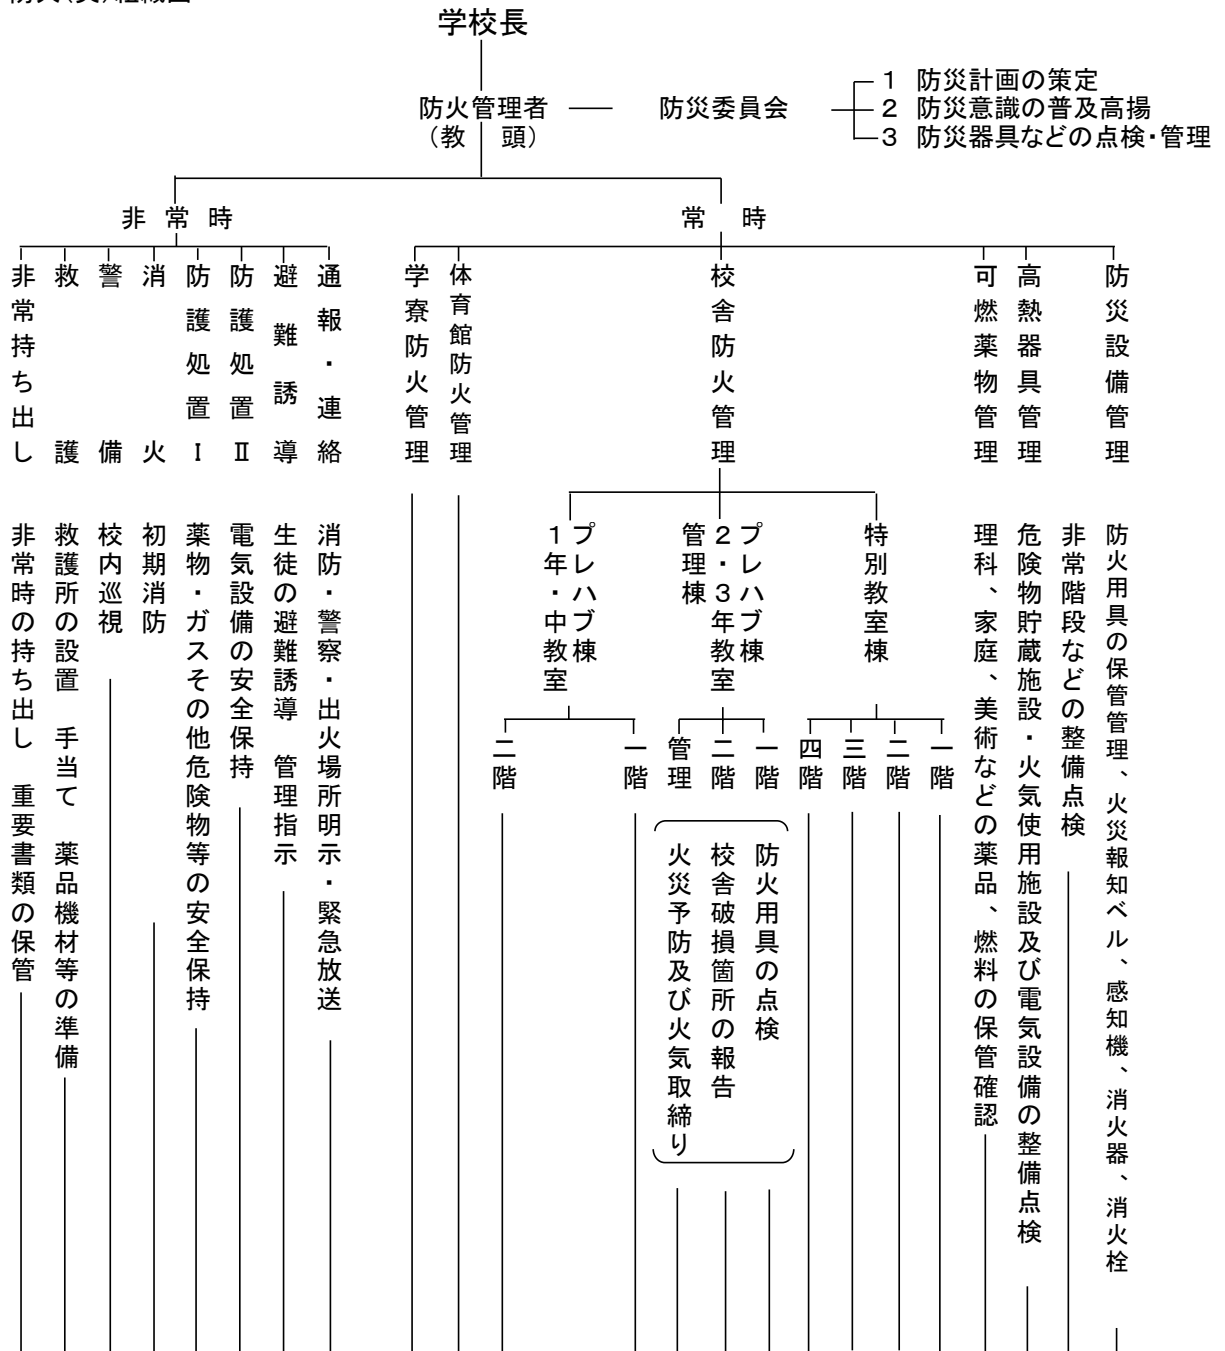 学校長
防火管理者
(教 頭)
防災委員会
1 防災計画の策定
2 防災意識の普及高揚
3 防災器具などの点検・管理
非 常 時
常 時
防災設備管理
高熱器具管理
可燃薬物管理
校舎防火管理
体育館防火管理
学寮防火管理
通報・連絡
避難誘導
防護処置Ⅱ
防護処置Ⅰ
消火
警備
救護
非常持ち出し
防火用具の保管管理、火災報知ベル、感知機、消火器、消火栓
非常階段などの整備点検
危険物貯蔵施設・火気使用施設及び電気設備の整備点検
理科、家庭、美術などの薬品、燃料の保管確認
特別教室棟
プレハブ棟
2・3年教室
管理棟
プレハブ棟
1年・中教室
一階
二階
三階
四階
一階
二階
管理
一階
二階
防火用具の点検
校舎破損箇所の報告
火災予防及び火気取締り
消防・警察・出火場所明示・緊急放送
生徒の避難誘導 管理指示
電気設備の安全保持
薬物・ガスその他危険物等の安全保持
初期消防
校内巡視
救護所の設置 手当て 薬品機材等の準備
非常時の持ち出し 重要書類の保管